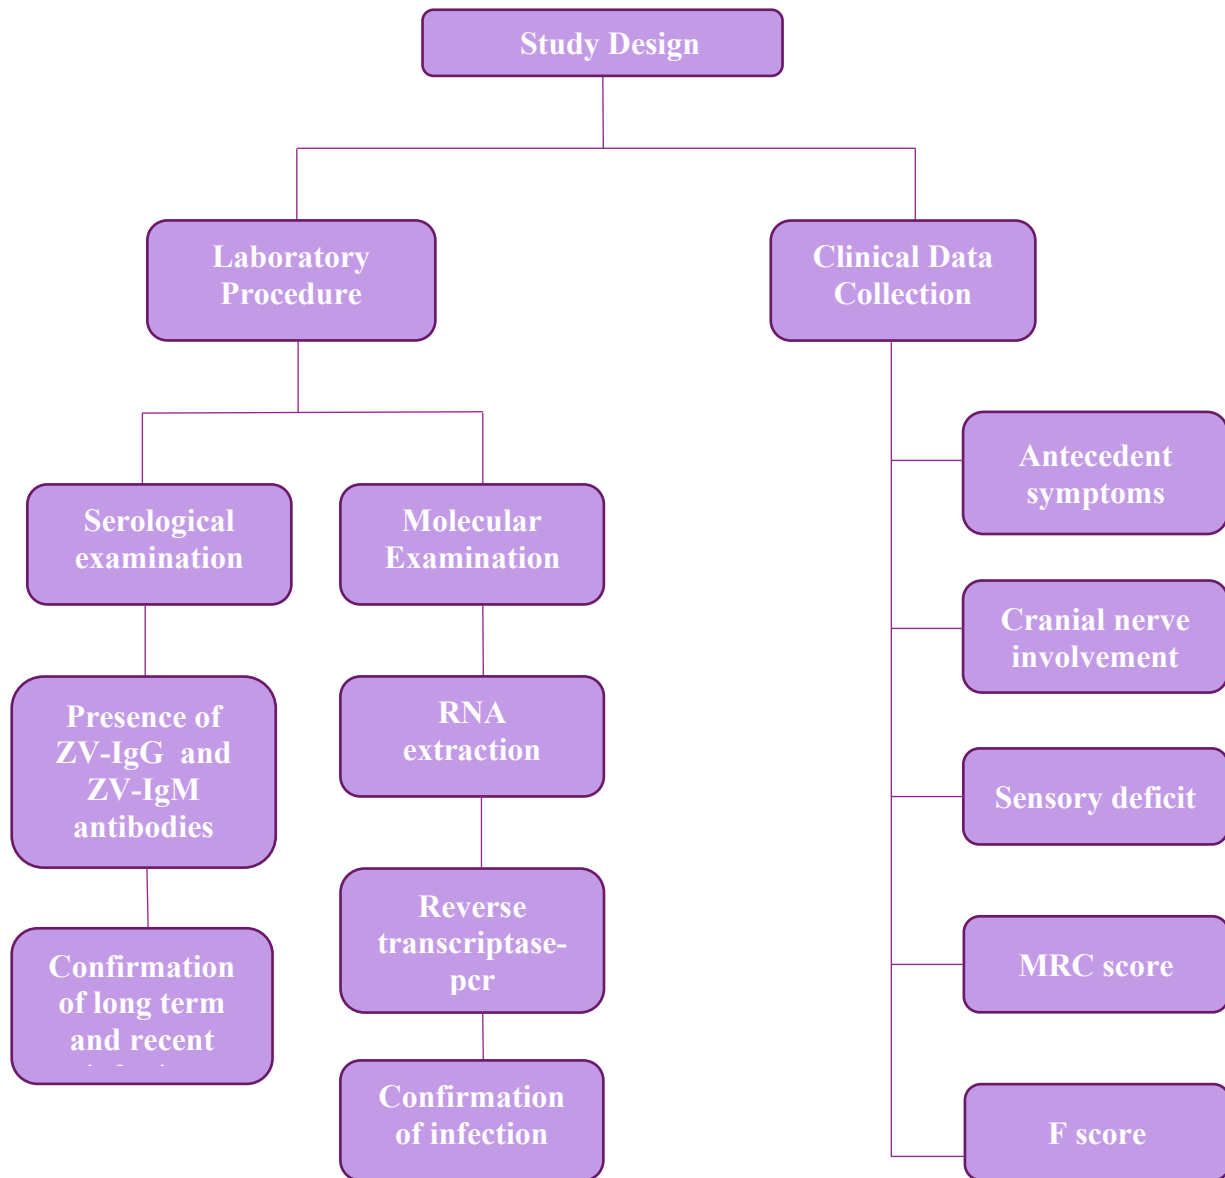 Study Design
Laboratory
Procedure
Clinical Data
Collection
Serological
examination
Molecular
Examination
Presence of
ZV-IgG and
ZV-IgM
antibodies
RNA
extraction
Confirmation
of long term
and recent
Reverse
transcriptase-
pcr
Confirmation
of infection
Antecedent
symptoms
Cranial nerve
involvement
Sensory deficit
MRC score
F score